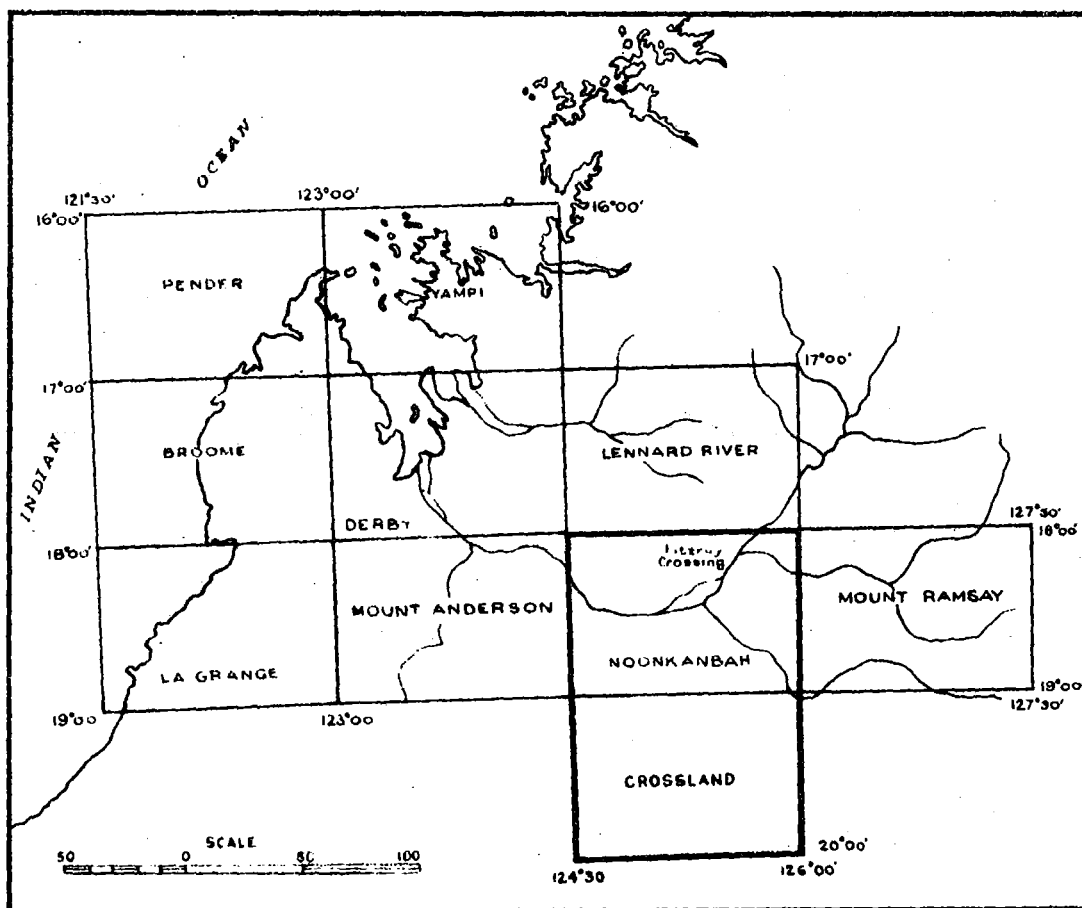 OCEAN
121°30'
123°00'
16°00'
16°00'
PENDER
YAMPI
17°00'
17°00'
INDIAN
BROOME
LENNARD RIVER
DERBY
127°30'
18°00'
18°00'
Fitzroy
Crossing
MOUNT ANDERSON
MOUNT RAMSAY
NOONKANBAH
LA GRANGE
19°00
123°00
19°00
127°30'
CROSSLAND
SCALE
50 0 50 100
20°00'
124°30
126°00'